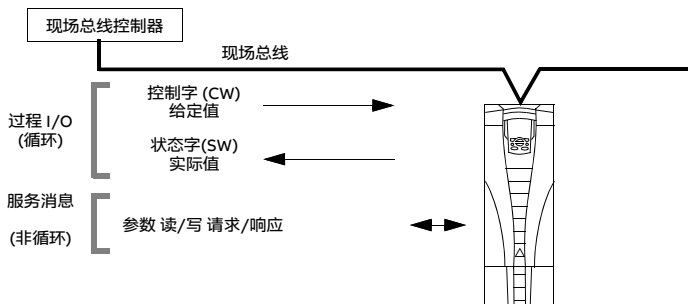 现场总线控制器
现场总线
过程 I/O
(循环)
控制字 (CW)
给定值
状态字(SW)
实际值
服务消息
(非循环)
参数 读/写 请求/响应